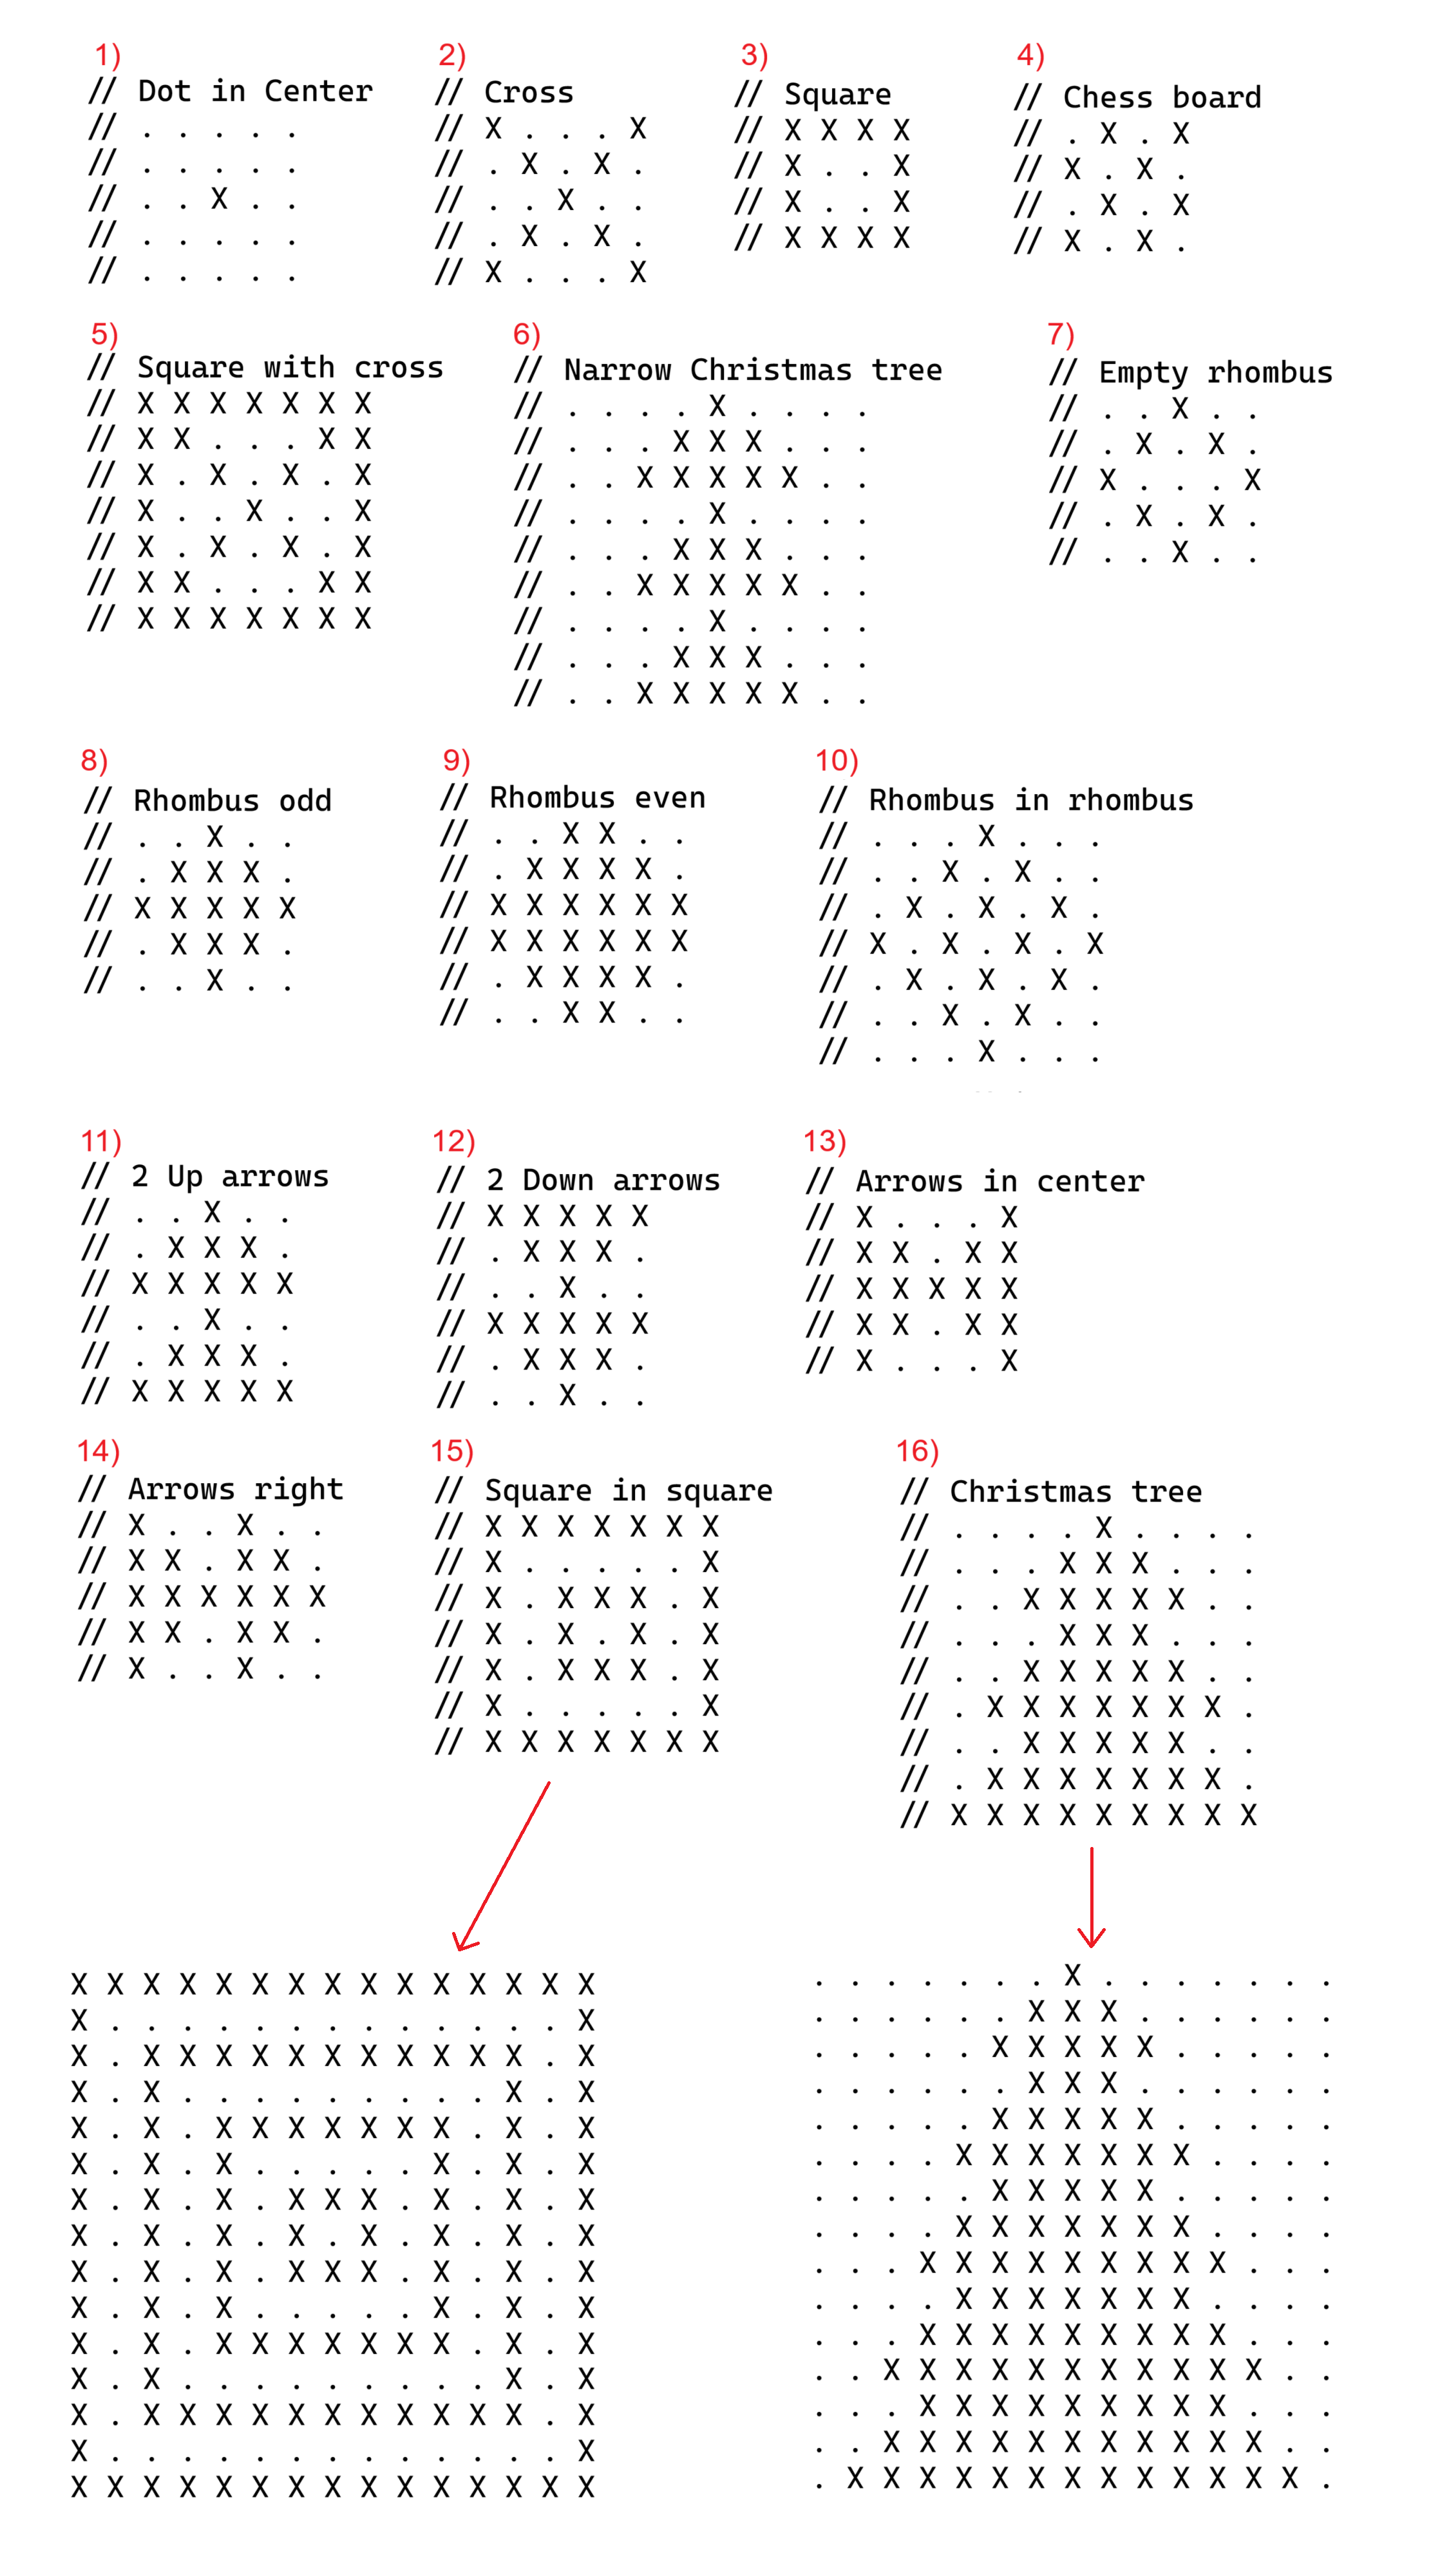 1)
// Dot in Center
// . . . . .
// . . . . .
// . . X . .
// . . . . .
// . . . . .
2)
// Cross
// X . . . X
// . X . X .
// . . X . .
// . X . X .
// X . . . X
3)
// Square
// X X X X
// X . . X
// X . . X
// X X X X
4)
// Chess board
// . X . X
// X . X .
// . X . X
// X . X .
5)
// Square with cross
// X X X X X X X
// X X . . . X X
// X . X . X . X
// X . . X . . X
// X . X . X . X
// X X . . . X X
// X X X X X X X
6)
// Narrow Christmas tree
// . . . . X . . . .
// . . . X X X . . .
// . . X X X X X . .
// . . . . X . . . .
// . . . X X X . . .
// . . X X X X X . .
// . . . . X . . . .
// . . . X X X . . .
// . . X X X X X . .
7)
// Empty rhombus
// . . X . .
// . X . X .
// X . . . X
// . X . X .
// . . X . .
8)
// Rhombus odd
// . . X . .
// . X X X .
// X X X X X
// . X X X .
// . . X . .
9)
// Rhombus even
// . . X X . .
// . X X X X .
// X X X X X X
// X X X X X X
// . X X X X .
// . . X X . .
10)
// Rhombus in rhombus
// . . . X . . .
// . . X . X . .
// . X . X . X .
// X . X . X . X
// . X . X . X .
// . . X . X . .
// . . . X . . .
11)
// 2 Up arrows
// . . X . .
// . X X X .
// X X X X X
// . . X . .
// . X X X .
// X X X X X
12)
// 2 Down arrows
// X X X X X
// . X X X .
// . . X . .
// X X X X X
// . X X X .
// . . X . .
13)
// Arrows in center
// X . . . X
// X X . X X
// X X X X X
// X X . X X
// X . . . X
14)
// Arrows right
// X . . X . .
// X X . X X .
// X X X X X X
// X X . X X .
// X . . X . .
15)
// Square in square
// X X X X X X X
// X . . . . . X
// X . X X X . X
// X . X . X . X
// X . X X X . X
// X . . . . . X
// X X X X X X X
16)
// Christmas tree
// . . . . X . . . .
// . . . X X X . . .
// . . X X X X X . .
// . . . X X X . . .
// . . X X X X X . .
// . X X X X X X X .
// . . X X X X X . .
// . X X X X X X X .
// X X X X X X X X X
X X X X X X X X X X X X X X X
X . . . . . . . . . . . . . X
X . X X X X X X X X X X X . X
X . X . . . . . . . . . X . X
X . X . X X X X X X X . X . X
X . X . X . . . . . X . X . X
X . X . X . X X X . X . X . X
X . X . X . X . X . X . X . X
X . X . X . X X X . X . X . X
X . X . X . . . . . X . X . X
X . X . X X X X X X X . X . X
X . X . . . . . . . . . X . X
X . X X X X X X X X X X X . X
X . . . . . . . . . . . . . X
X X X X X X X X X X X X X X X
. . . . . . . X . . . . . . .
. . . . . . X X X . . . . . .
. . . . . X X X X X . . . . .
. . . . . . X X X . . . . . .
. . . . . X X X X X . . . . .
. . . . X X X X X X X . . . .
. . . . . X X X X X . . . . .
. . . . X X X X X X X . . . .
. . . X X X X X X X X X . . .
. . . . X X X X X X X . . . .
. . . X X X X X X X X X . . .
. . X X X X X X X X X X X . .
. . . X X X X X X X X X . . .
. . X X X X X X X X X X X . .
. X X X X X X X X X X X X X .